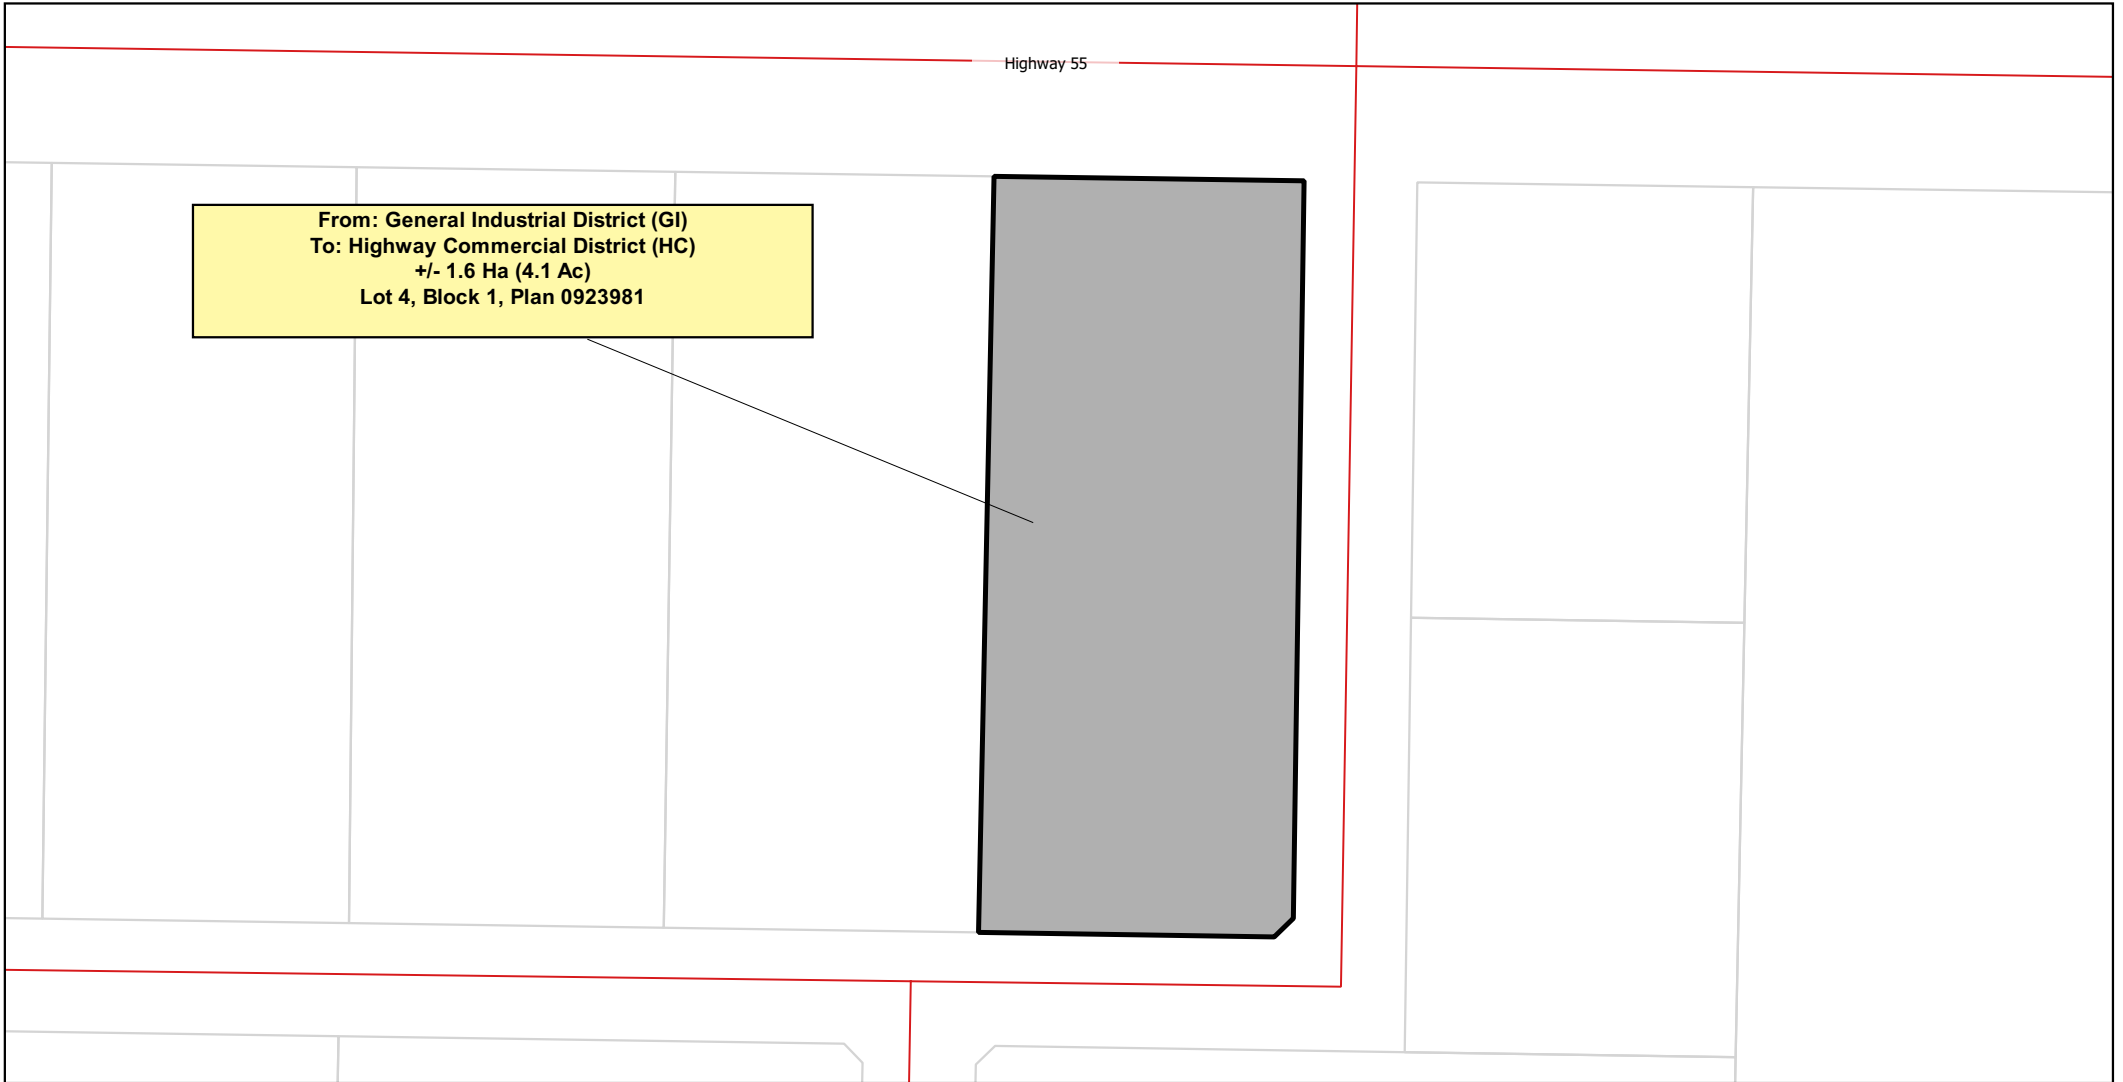 Highway 55
From: General Industrial District (GI)
To: Highway Commercial District (HC)
+/- 1.6 Ha (4.1 Ac)
Lot 4, Block 1, Plan 0923981